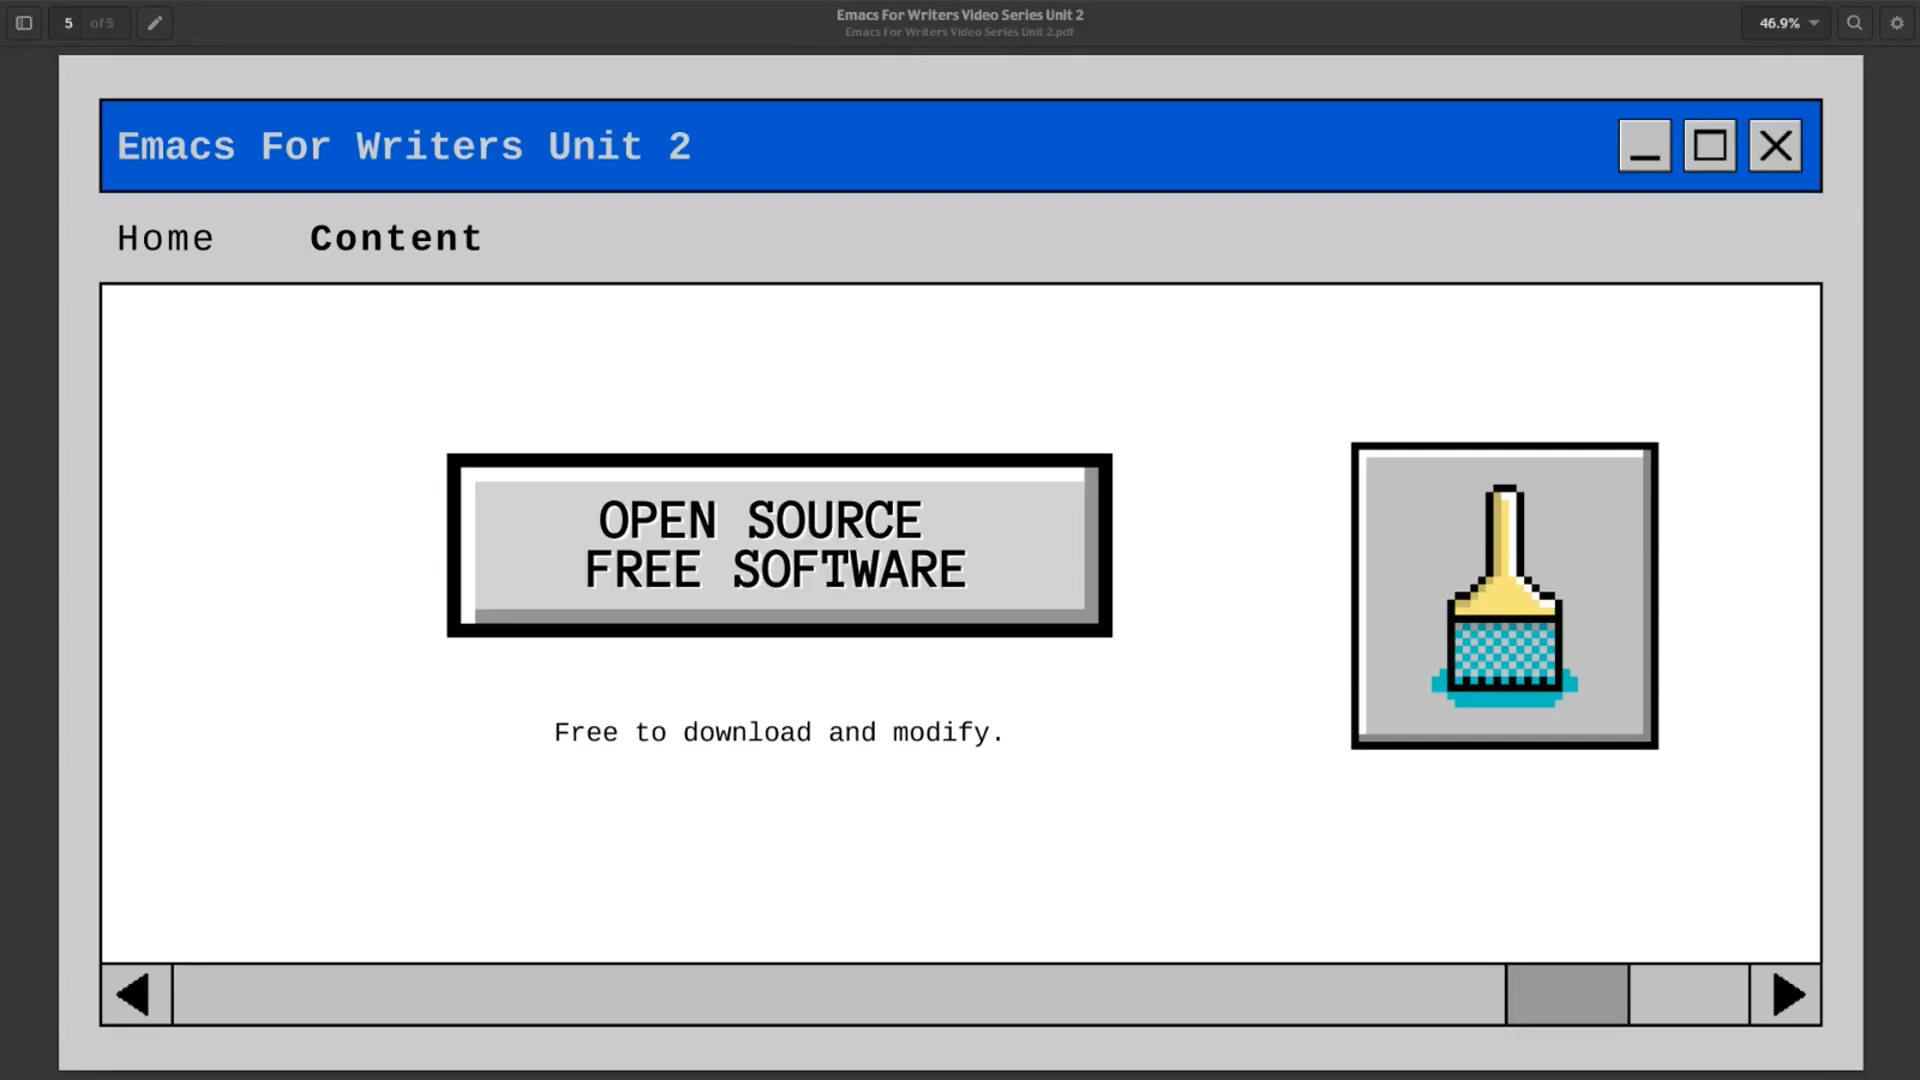 5 of 5
Emacs For Writers Video Series Unit 2
Emacs For Writers Video Series Unit 2.pdf
46.9%
Emacs For Writers Unit 2
Home Content
OPEN SOURCE
FREE SOFTWARE
Free to download and modify.